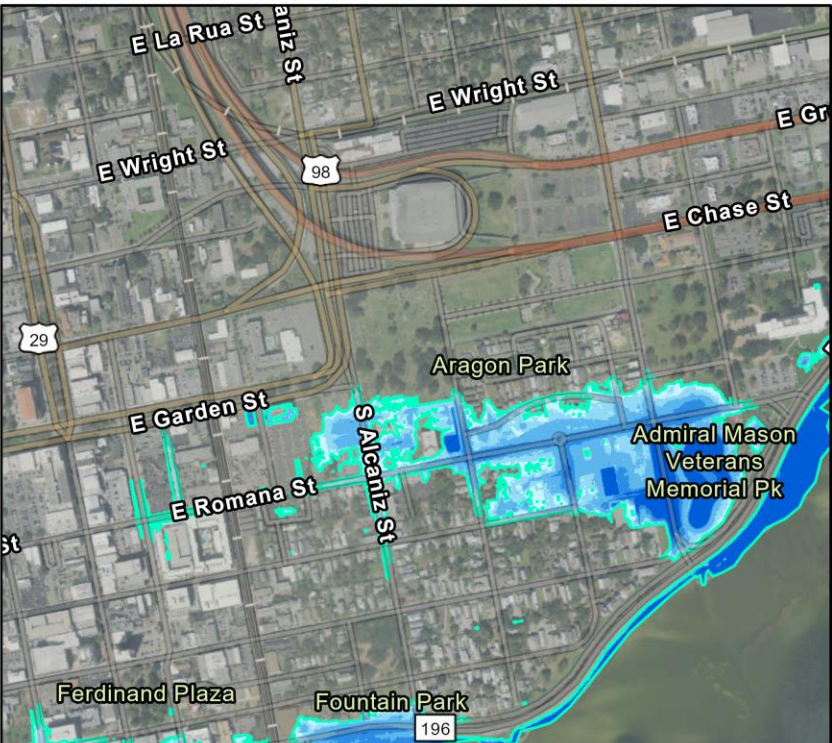 E La Rua St
aniz St
E Wright St
E Gr
E Wright St
98
E Chase St
29
Aragon Park
E Garden St
S Alcaniz St
Admiral Mason
Veterans
Memorial Pk
E Romana St
St
Ferdinand Plaza
Fountain Park
196